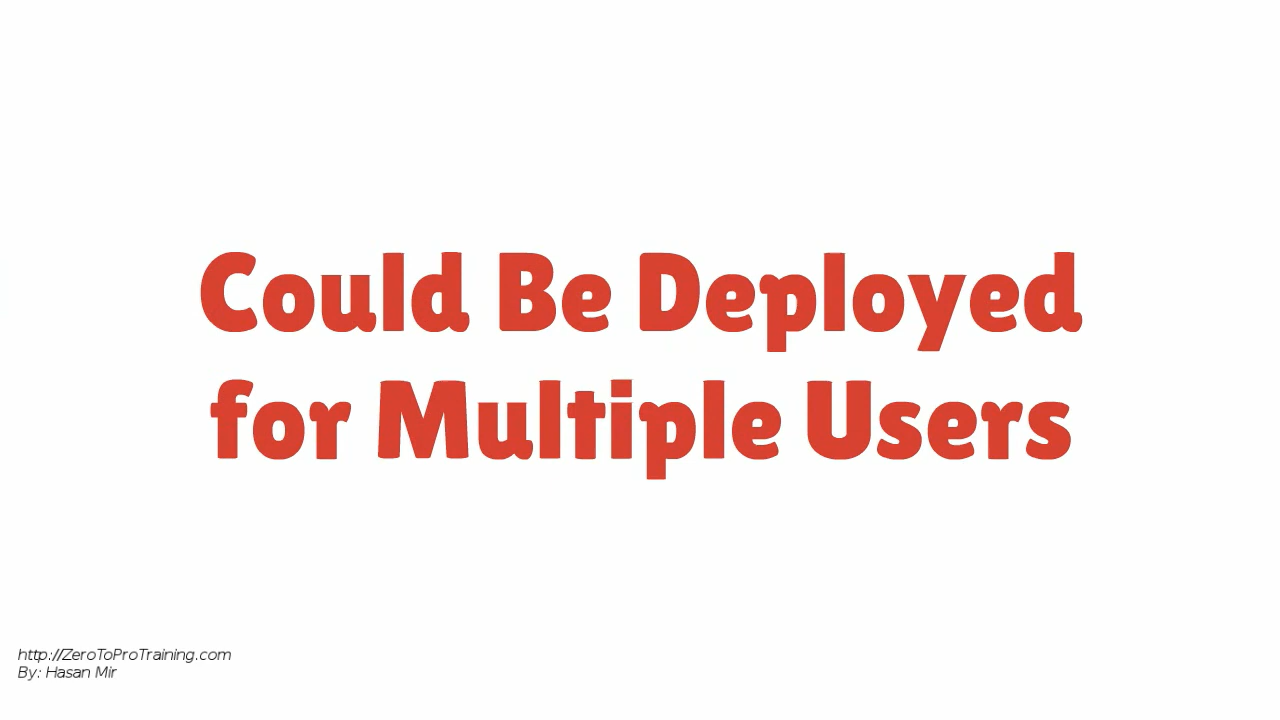 Could Be Deployed
for Multiple Users
http://ZeroToProTraining.com
By: Hasan Mir